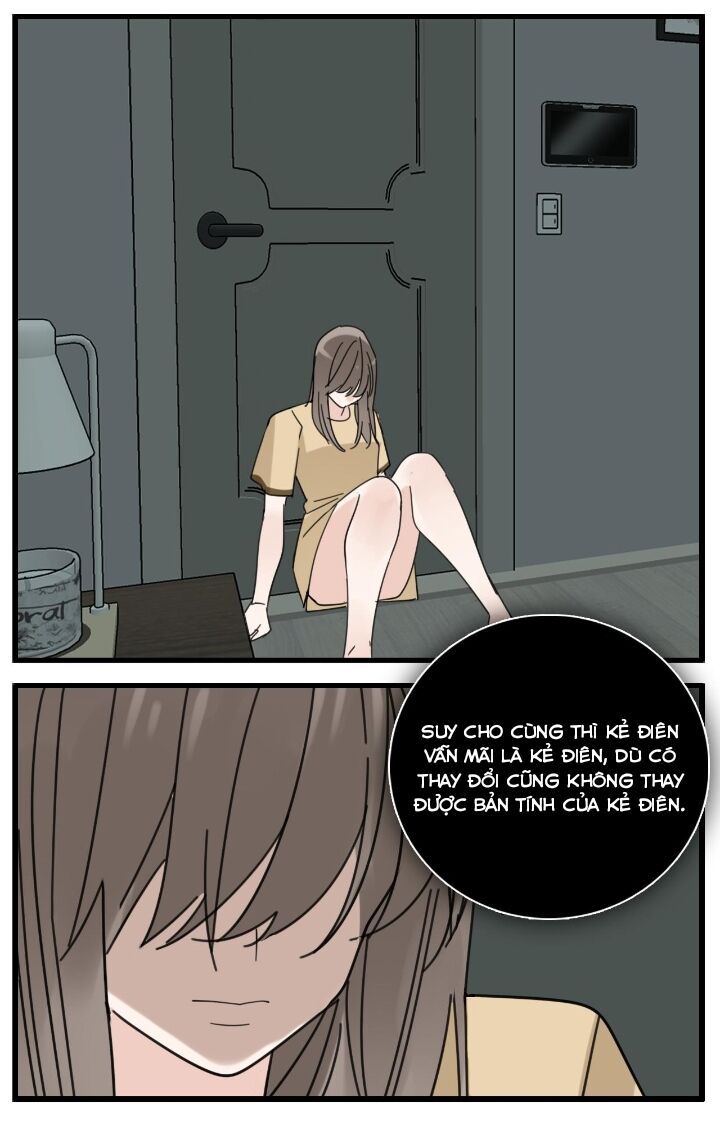 oral
SUY CHO CÙNG THÌ KẺ ĐIÊN
VẪN MÃI LÀ KẺ ĐIÊN, DÙ CÓ
THAY ĐỔI CŨNG KHÔNG THAY
ĐƯỢC BẢN TÍNH CỦA KẺ ĐIÊN.